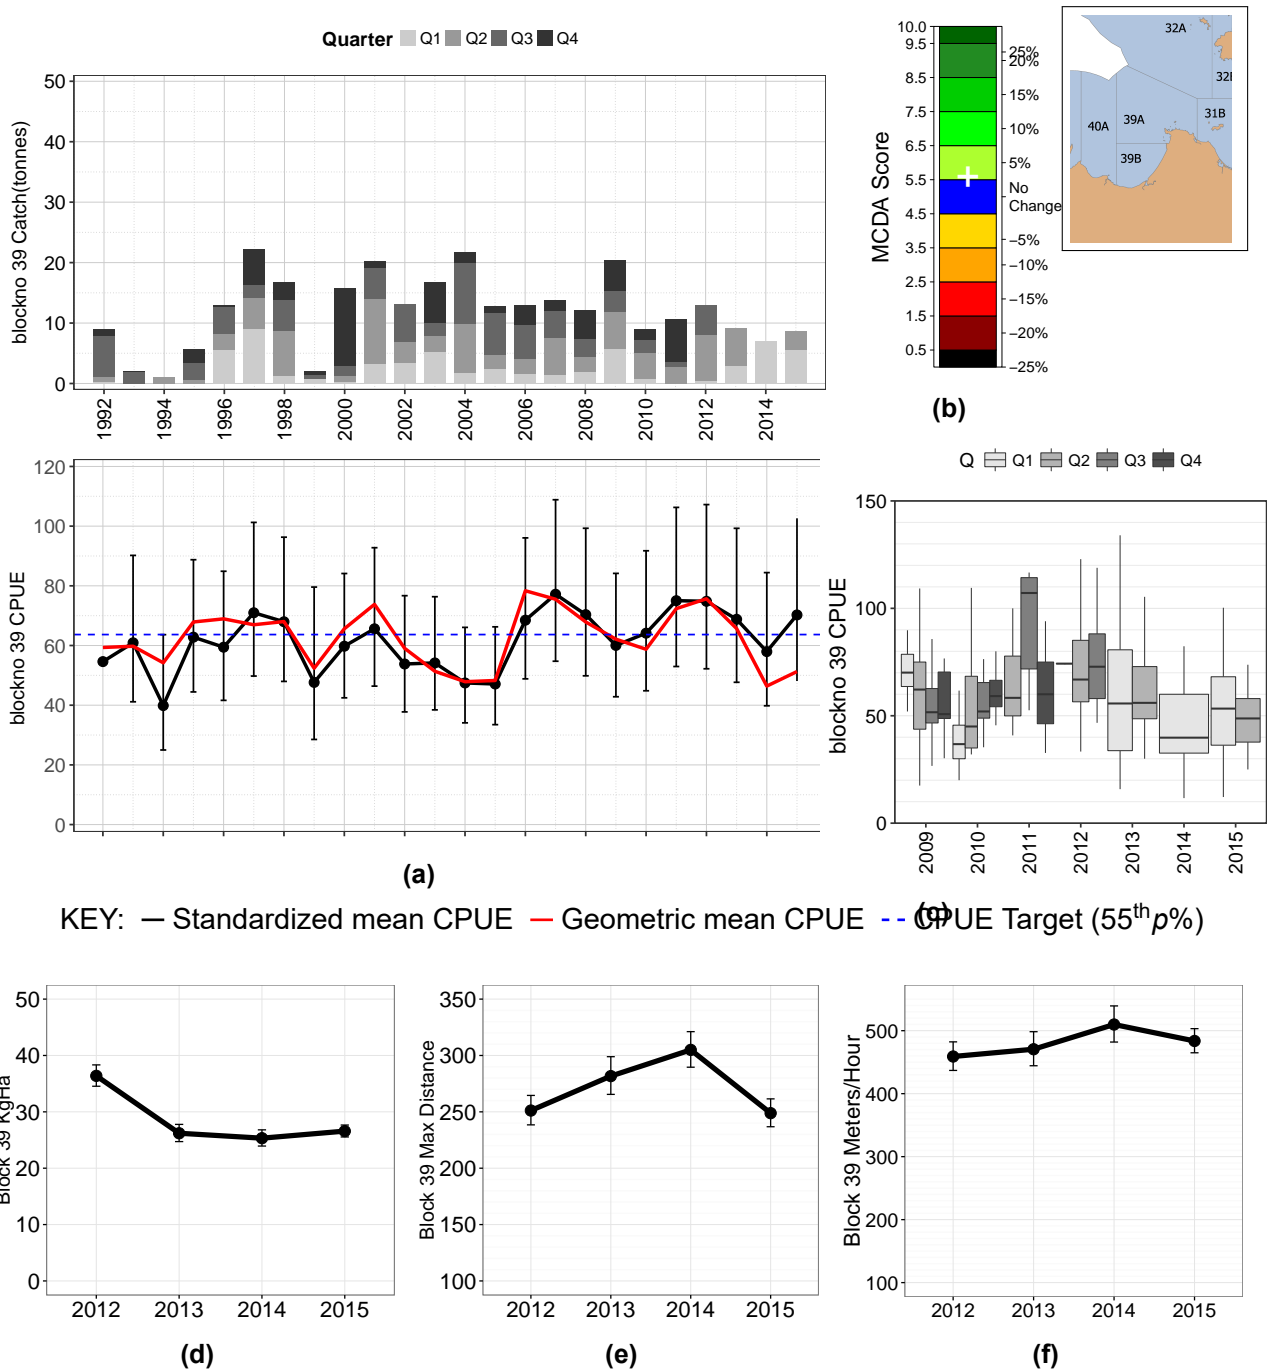 Quarter Q1 Q2 Q3 Q4
blockno 39 Catch(tonnes)
50
40
30
20
10
0
1992
1994
1996
1998
2000
2002
2004
2006
2008
2010
2012
2014
blockno 39 CPUE
120
100
80
60
40
20
0
(a)
MCDA Score
10.0
9.5
8.5
7.5
6.5
5.5
4.5
3.5
2.5
1.5
0.5
25%
20%
15%
10%
5%
No
Change
−5%
−10%
−15%
−20%
−25%
32A
32
40A
39A
31B
39B
(b)
Q Q1 Q2 Q3 Q4
blockno 39 CPUE
150
100
50
0
2009
2010
2011
2012
2013
2014
2015
(c)
KEY: Standardized mean CPUE Geometric mean CPUE CPUE Target (55th p%)
Block 39 KgHa
50
40
30
20
10
0
2012 2013 2014 2015
(d)
Block 39 Max Distance
350
300
250
200
150
100
2012 2013 2014 2015
(e)
Block 39 Meters/Hour
500
400
300
200
100
2012 2013 2014 2015
(f)